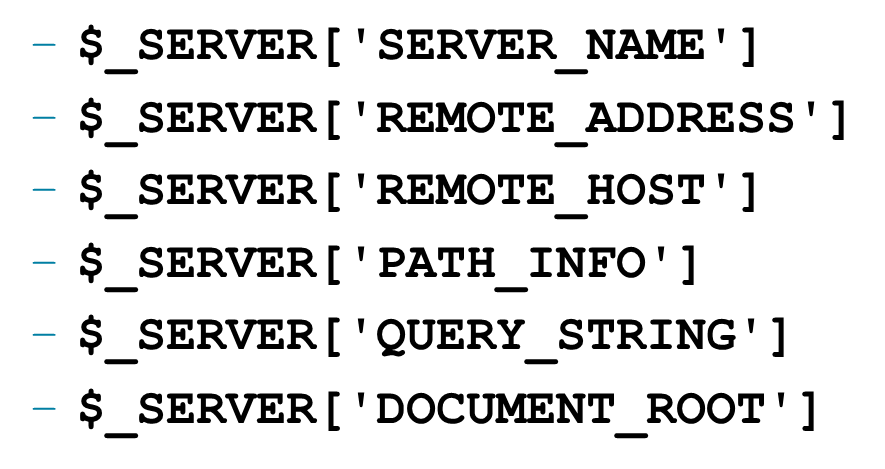 – $_SERVER['SERVER_NAME']
– $_SERVER['REMOTE_ADDRESS']
– $_SERVER['REMOTE_HOST']
– $_SERVER['PATH_INFO']
– $_SERVER['QUERY_STRING']
– $_SERVER['DOCUMENT_ROOT']